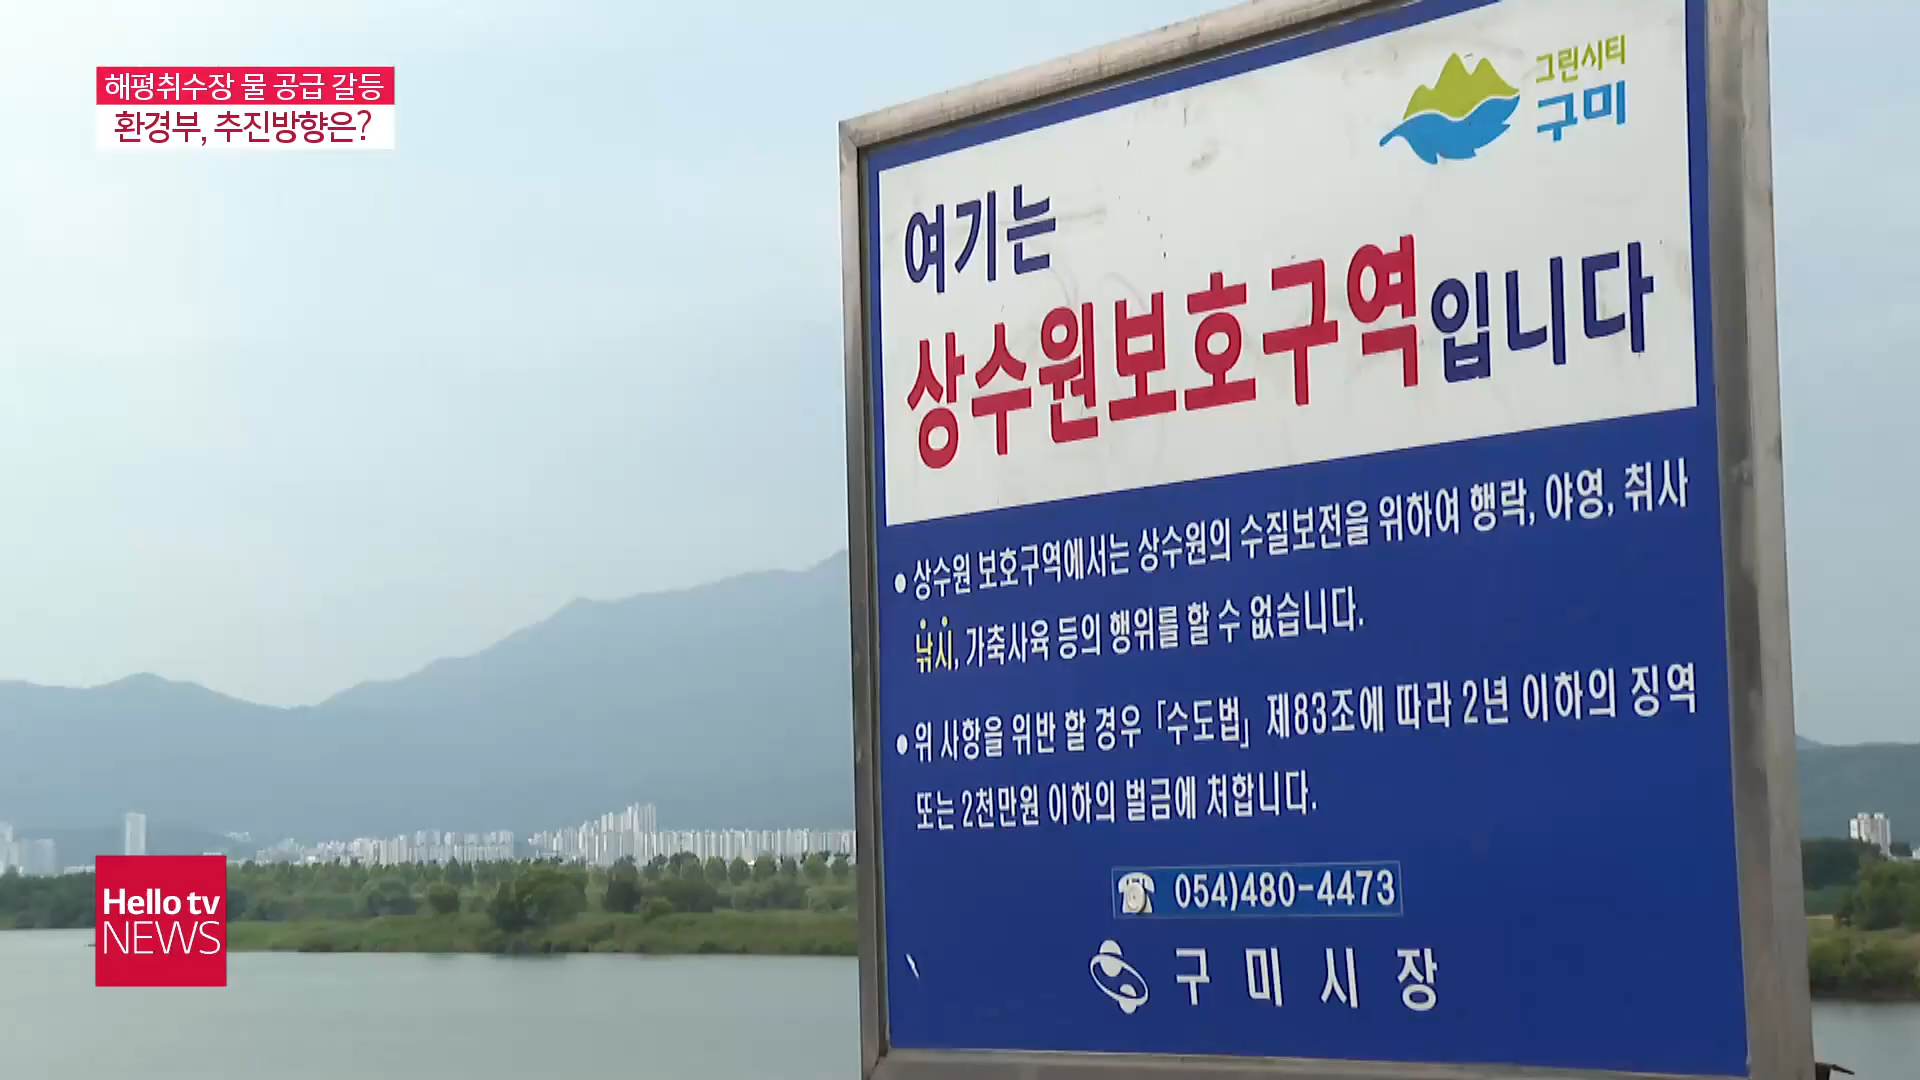 해평취수장 물 공급 갈등
환경부, 추진방향은?
그린시티
구미
여기는
상수원보호구역입니다
• 상수원 보호구역에서는 상수원의 수질보전을 위하여 행락, 야영, 취사
낚시, 가축사육 등의 행위를 할 수 없습니다.
• 위 사항을 위반 할 경우 「수도법」 제83조에 따라 2년 이하의 징역
또는 2천만원 이하의 벌금에 처합니다.
☎ 054)480-4473
구미시장
Hello tv
NEWS